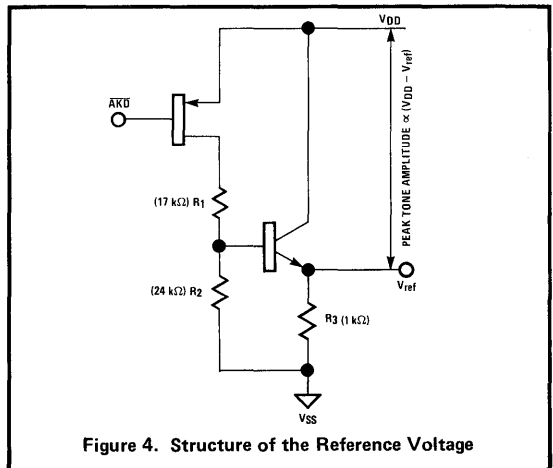 VDD
AKD
PEAK TONE AMPLITUDE ∝ (VDD – Vref)
(17 kΩ) R1
(24 kΩ) R2
Vref
R3 (1 kΩ)
VSS
Figure 4. Structure of the Reference Voltage